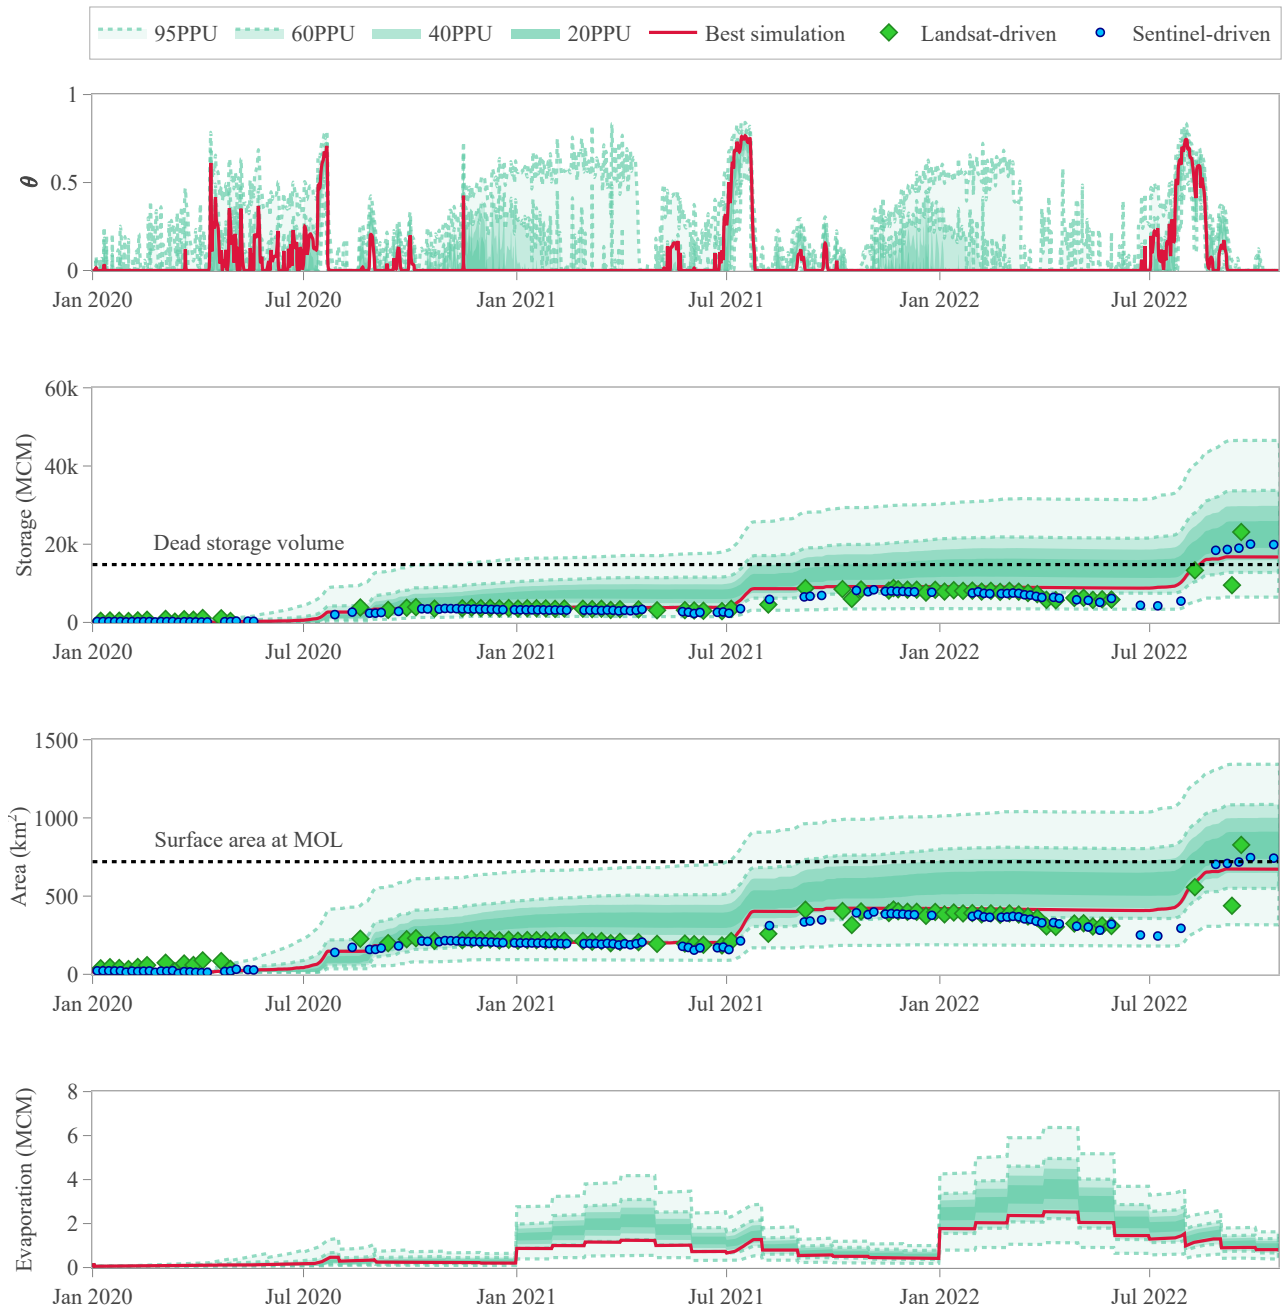 95PPU 60PPU 40PPU 20PPU Best simulation Landsat-driven Sentinel-driven
1
0.5
0
θ
Jan 2020 Jul 2020 Jan 2021 Jul 2021 Jan 2022 Jul 2022
60k
40k
20k
0
Storage (MCM)
Dead storage volume
Jan 2020 Jul 2020 Jan 2021 Jul 2021 Jan 2022 Jul 2022
1500
1000
500
0
Area (km²)
Surface area at MOL
Jan 2020 Jul 2020 Jan 2021 Jul 2021 Jan 2022 Jul 2022
8
6
4
2
0
Evaporation (MCM)
Jan 2020 Jul 2020 Jan 2021 Jul 2021 Jan 2022 Jul 2022